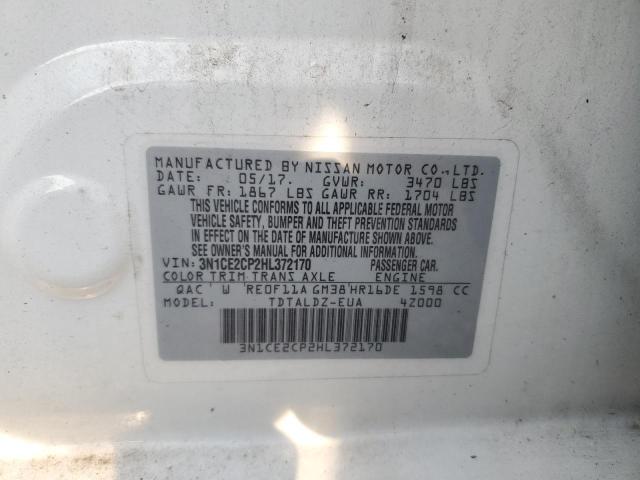 MANUFACTURED BY NISSAN MOTOR CO., LTD.
DATE: 05/17. GVWR: 3470 LBS
GAWR FR: 1867 LBS GAWR RR: 1704 LBS
THIS VEHICLE CONFORMS TO ALL APPLICABLE FEDERAL MOTOR
VEHICLE SAFETY, BUMPER AND THEFT PREVENTION STANDARDS
IN EFFECT ON THE DATE OF MANUFACTURE SHOWN ABOVE.
SEE OWNER'S MANUAL FOR ADDITIONAL INFORMATION.
VIN: 3N1CE2CP2HL372170 PASSENGER CAR.
COLOR TRIM TRANS AXLE ENGINE
QAC W RE0F11A GM38 HR16DE 1598 CC
TDTALDZ-EUA 42000
3N1CE2CP2HL372170